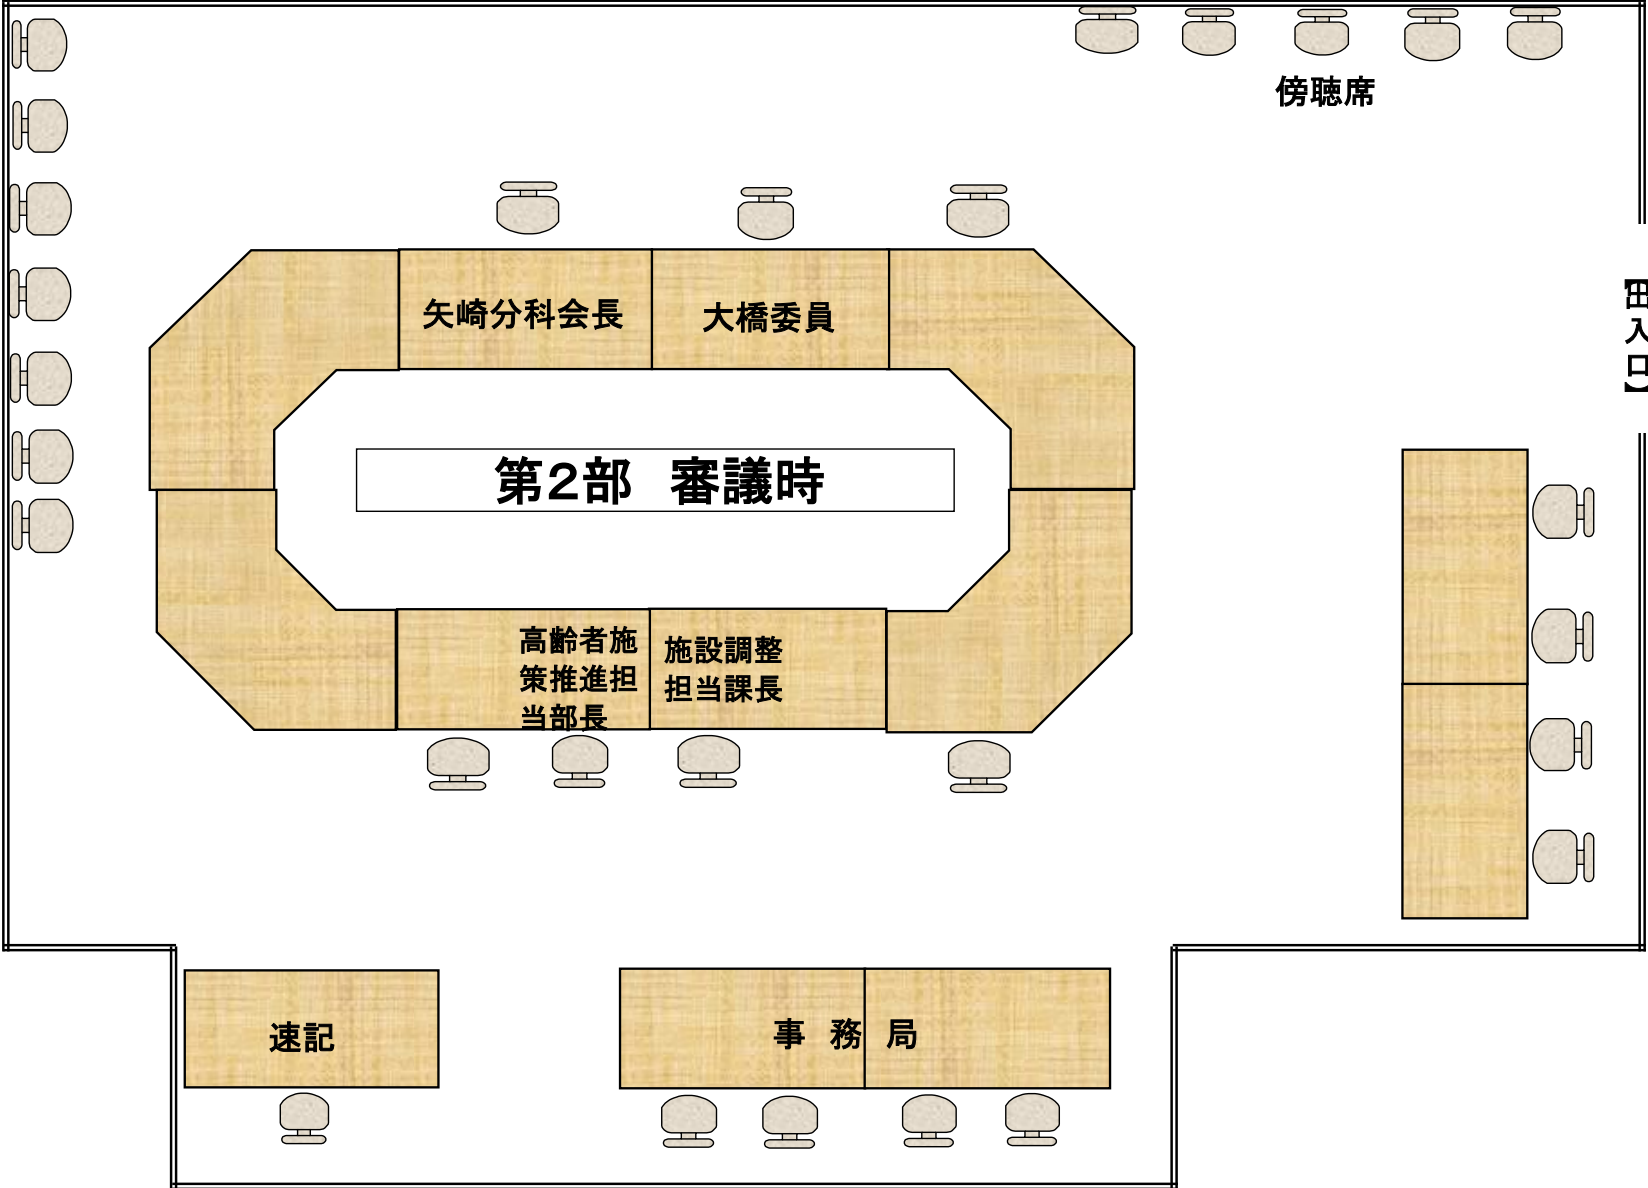 傍聴席
矢崎分科会長
大橋委員
【出入口】
第2部　審議時
高齢者施
策推進担
当部長
施設調整
担当課長
速記
事　務　局